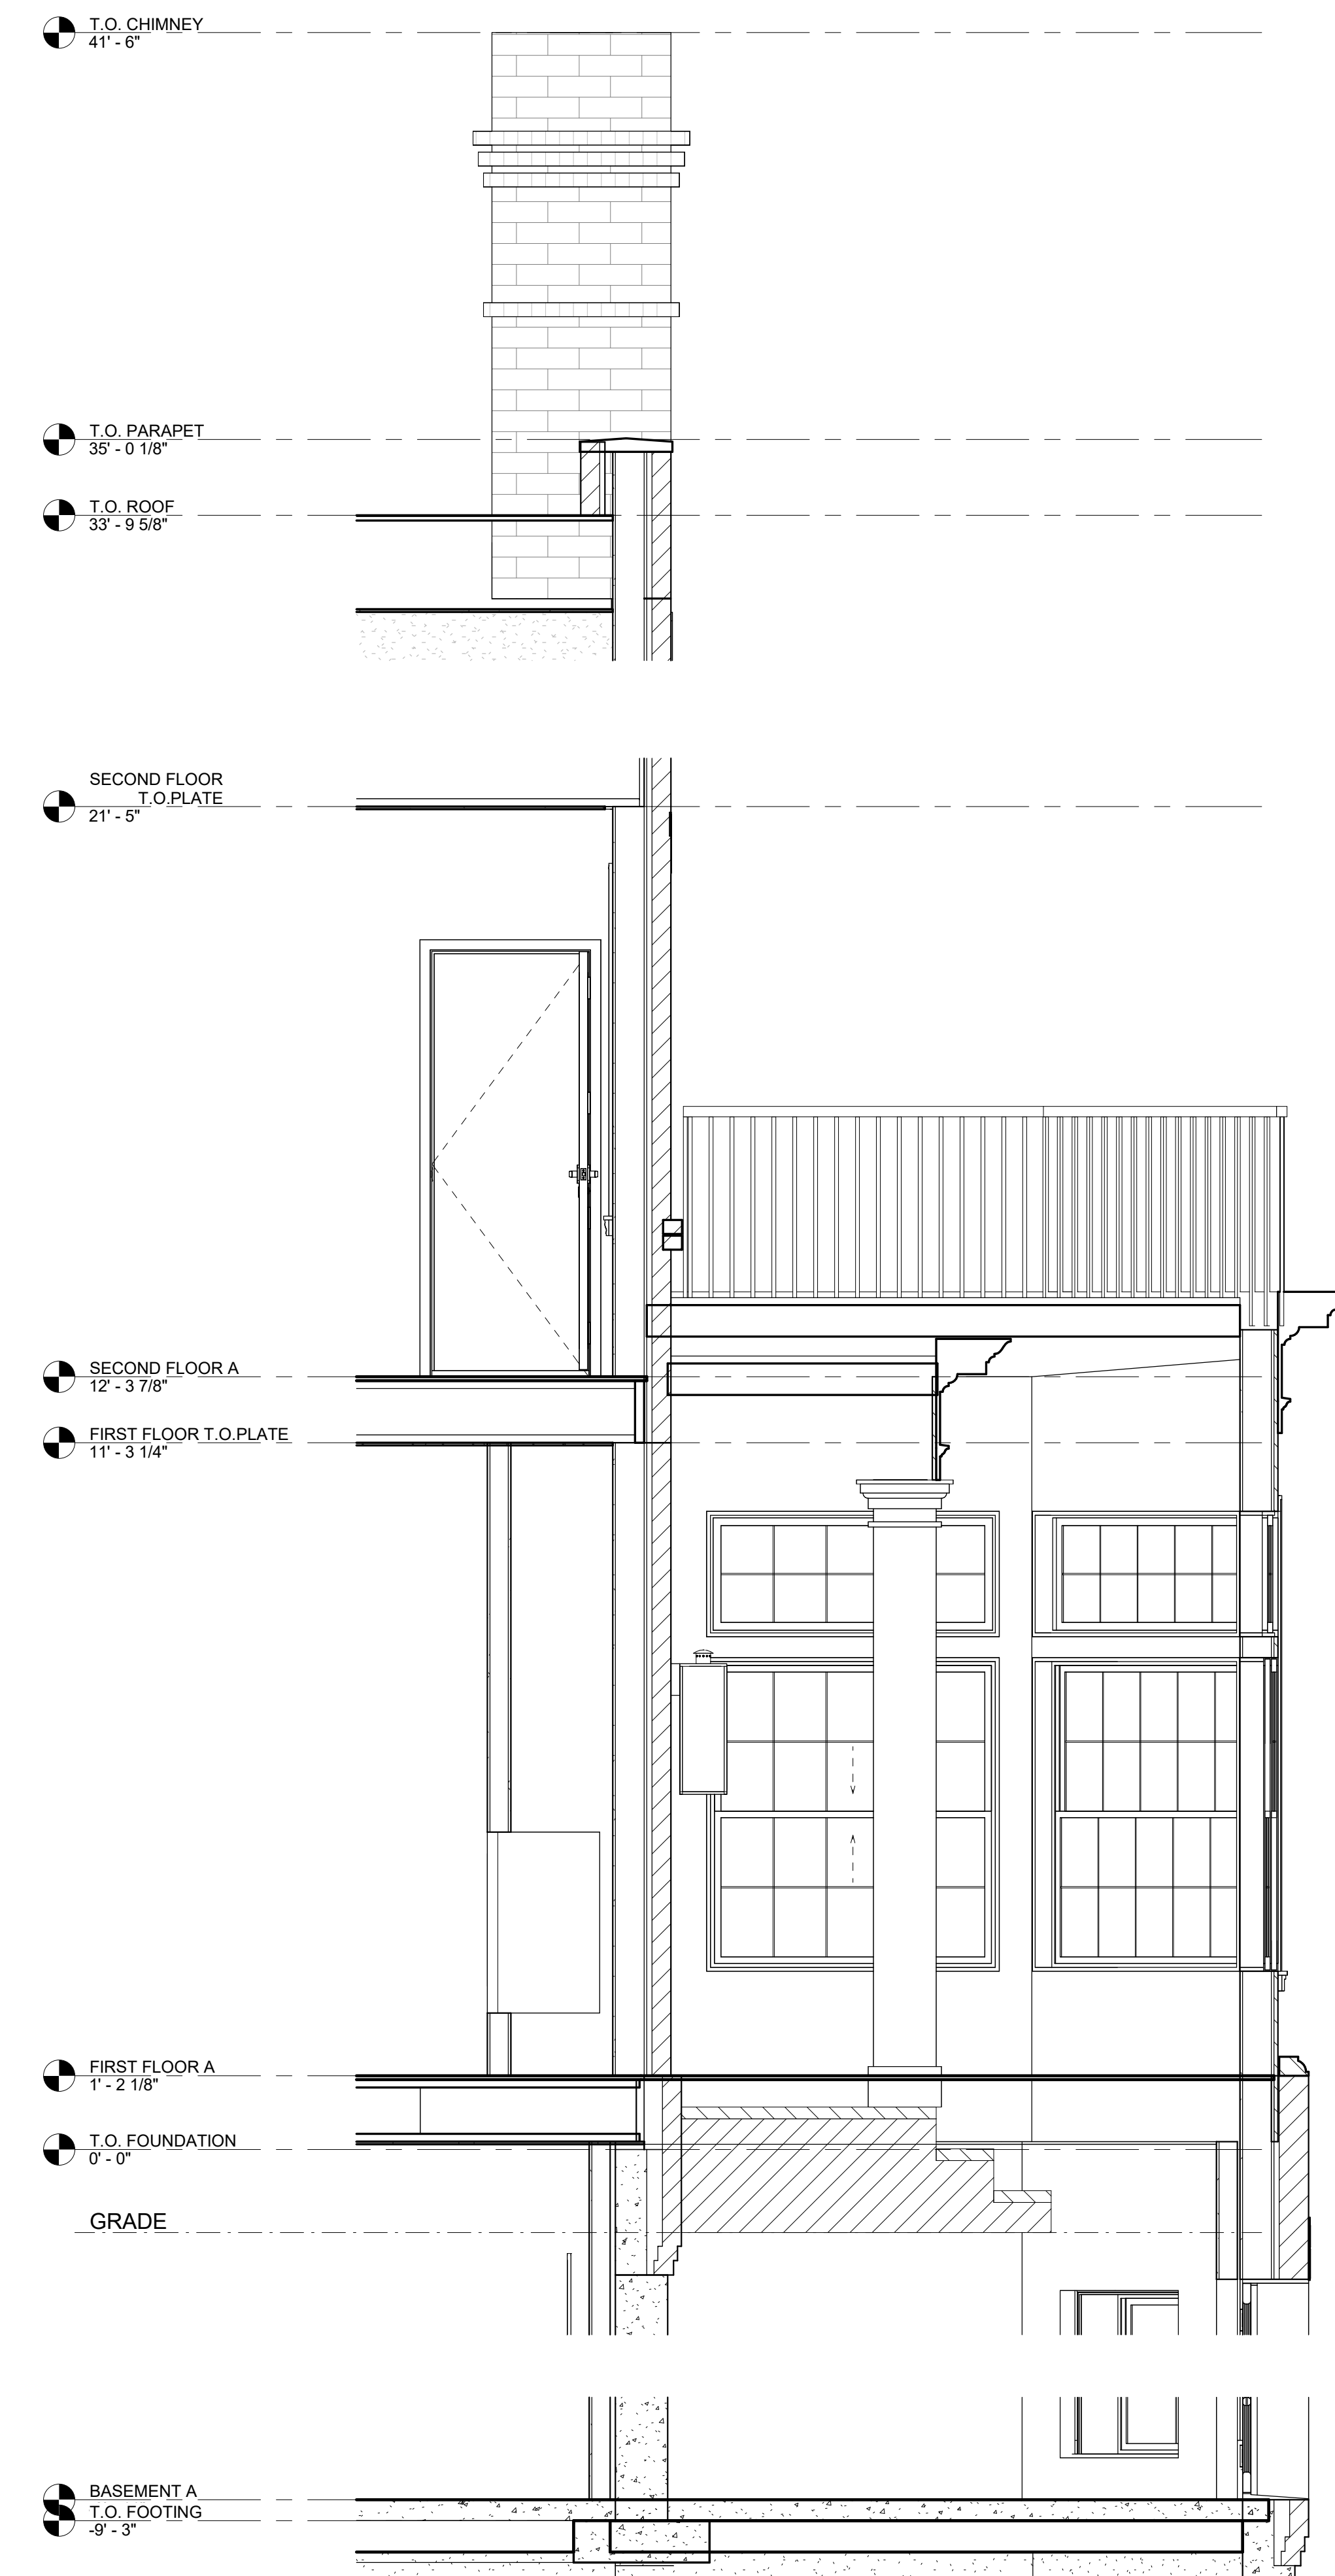 T.O. CHIMNEY
41' - 6"
T.O. PARAPET
35' - 0 1/8"
T.O. ROOF
33' - 9 5/8"
SECOND FLOOR
T.O.PLATE
21' - 5"
SECOND FLOOR A
12' - 3 7/8"
FIRST FLOOR T.O.PLATE
11' - 3 1/4"
FIRST FLOOR A
1' - 2 1/8"
T.O. FOUNDATION
0' - 0"
GRADE
BASEMENT A
T.O. FOOTING
-9' - 3"